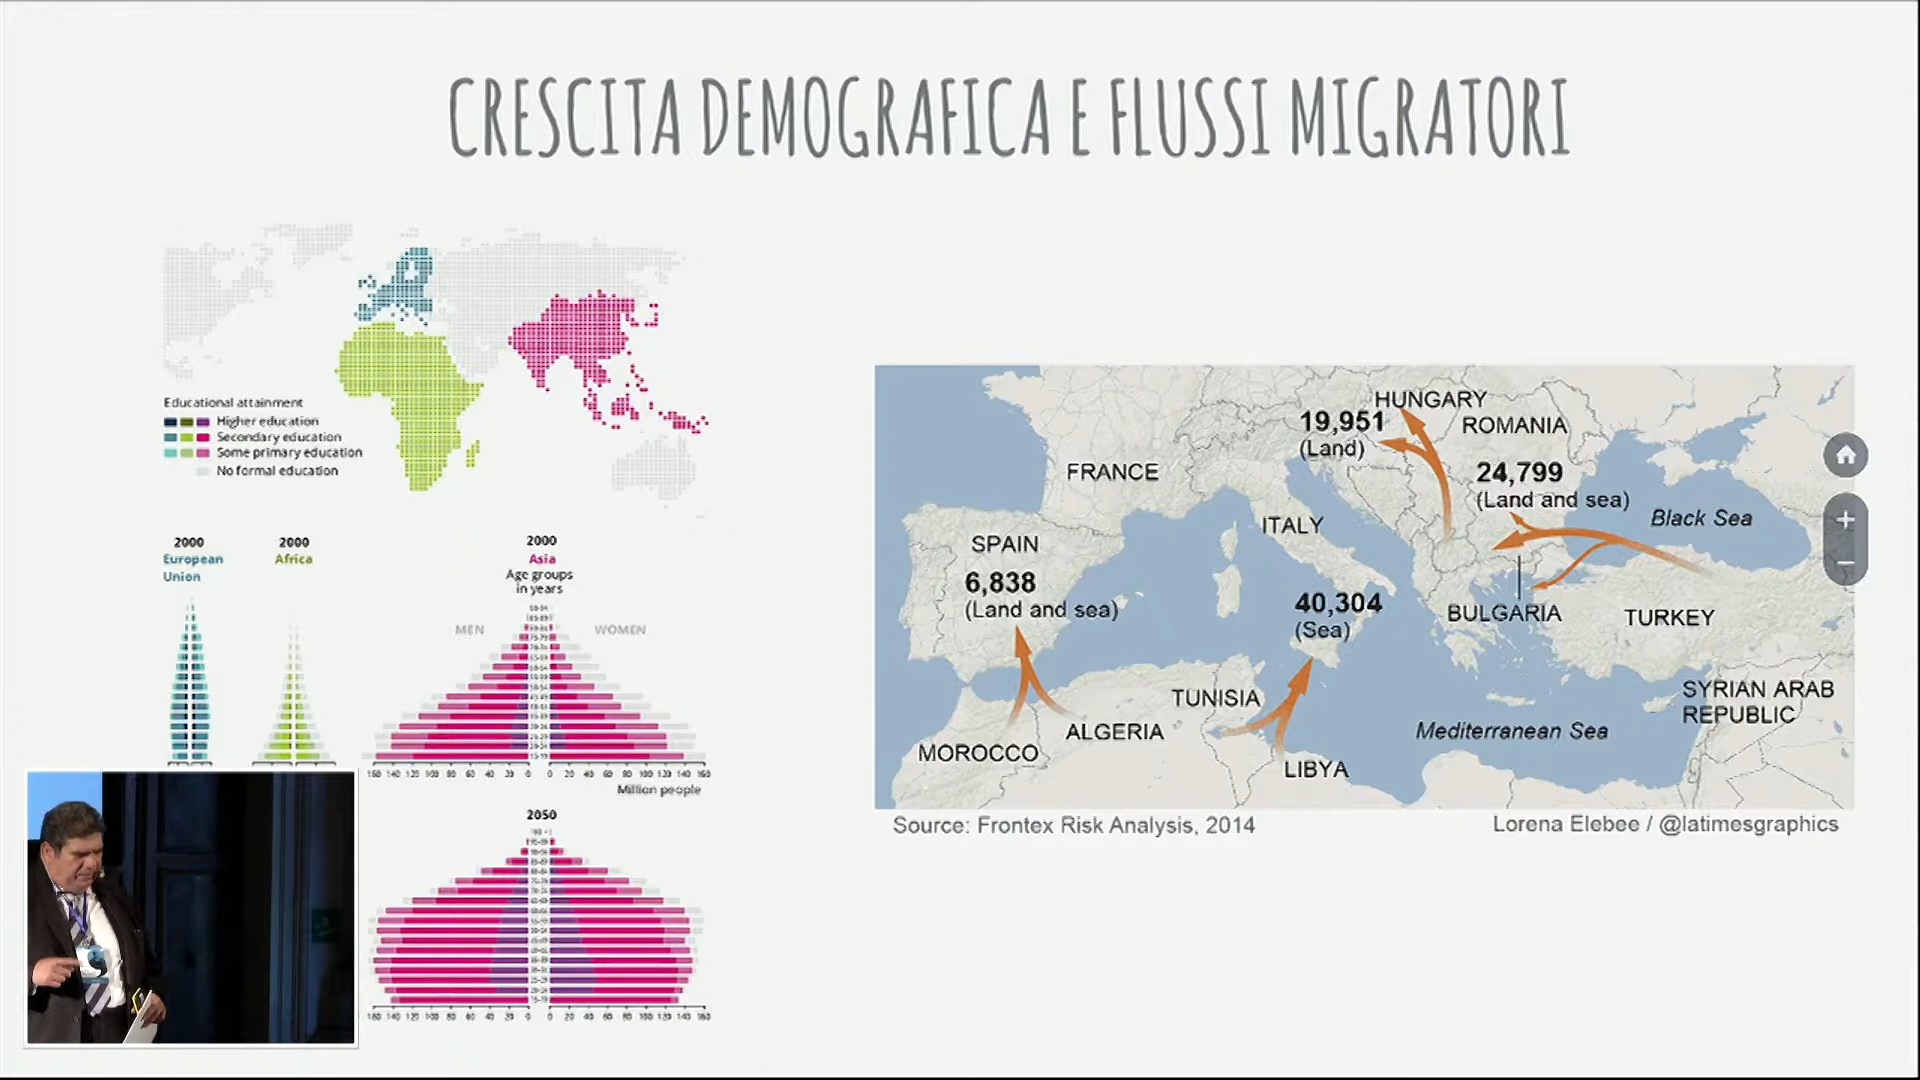 CRESCITA DEMOGRAFICA E FLUSSI MIGRATORI
Educational attainment
Higher education
Secondary education
Some primary education
No formal education
2000
European
Union
2000
Africa
2000
Asia
Age groups
in years
MEN
WOMEN
160 140 120 100 80 60 40 20 0 0 20 40 60 80 100 120 140 160
Million people
2050
160 140 120 100 80 60 40 20 0 0 20 40 60 80 100 120 140 160
HUNGARY
19,951
(Land)
ROMANIA
FRANCE
24,799
(Land and sea)
Black Sea
ITALY
SPAIN
6,838
(Land and sea)
40,304
(Sea)
BULGARIA
TURKEY
TUNISIA
SYRIAN ARAB
REPUBLIC
ALGERIA
Mediterranean Sea
MOROCCO
LIBYA
Source: Frontex Risk Analysis, 2014
Lorena Elebee / @latimesgraphics